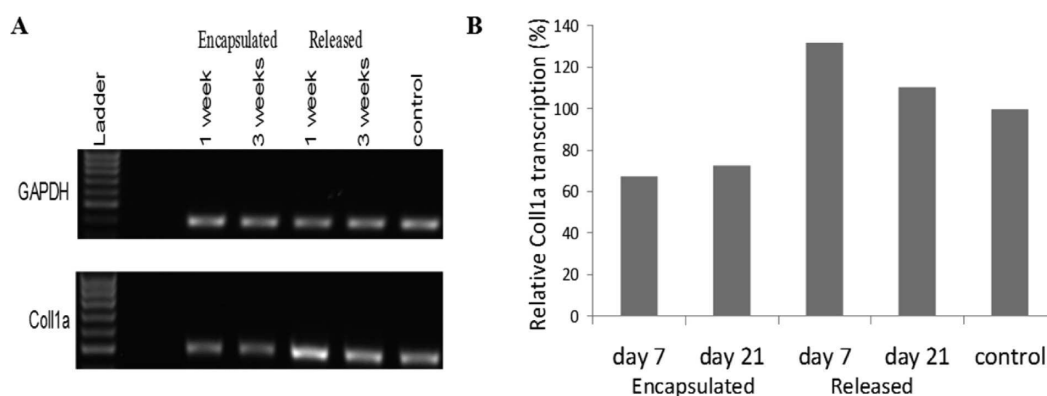 A
Encapsulated Released
Ladder
1 week
3 weeks
1 week
3 weeks
control
GAPDH
Coll1a
B
Relative Coll1a transcription (%)
140
120
100
80
60
40
20
0
day 7 day 21 day 7 day 21 control
Encapsulated Released